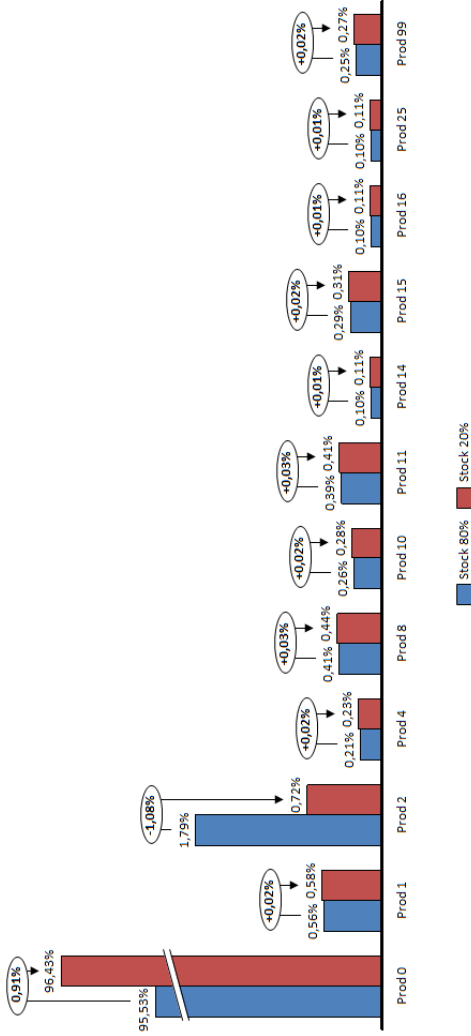 0,91%
95,53% 96,43%
Prod 0
+0,02%
0,56% 0,58%
Prod 1
-1,08%
1,79% 0,72%
Prod 2
+0,02%
0,21% 0,23%
Prod 4
+0,03%
0,41% 0,44%
Prod 8
+0,02%
0,26% 0,28%
Prod 10
+0,03%
0,39% 0,41%
Prod 11
+0,01%
0,10% 0,11%
Prod 14
+0,02%
0,29% 0,31%
Prod 15
+0,01%
0,10% 0,11%
Prod 16
+0,01%
0,10% 0,11%
Prod 25
+0,02%
0,25% 0,27%
Prod 99
Stock 80% Stock 20%